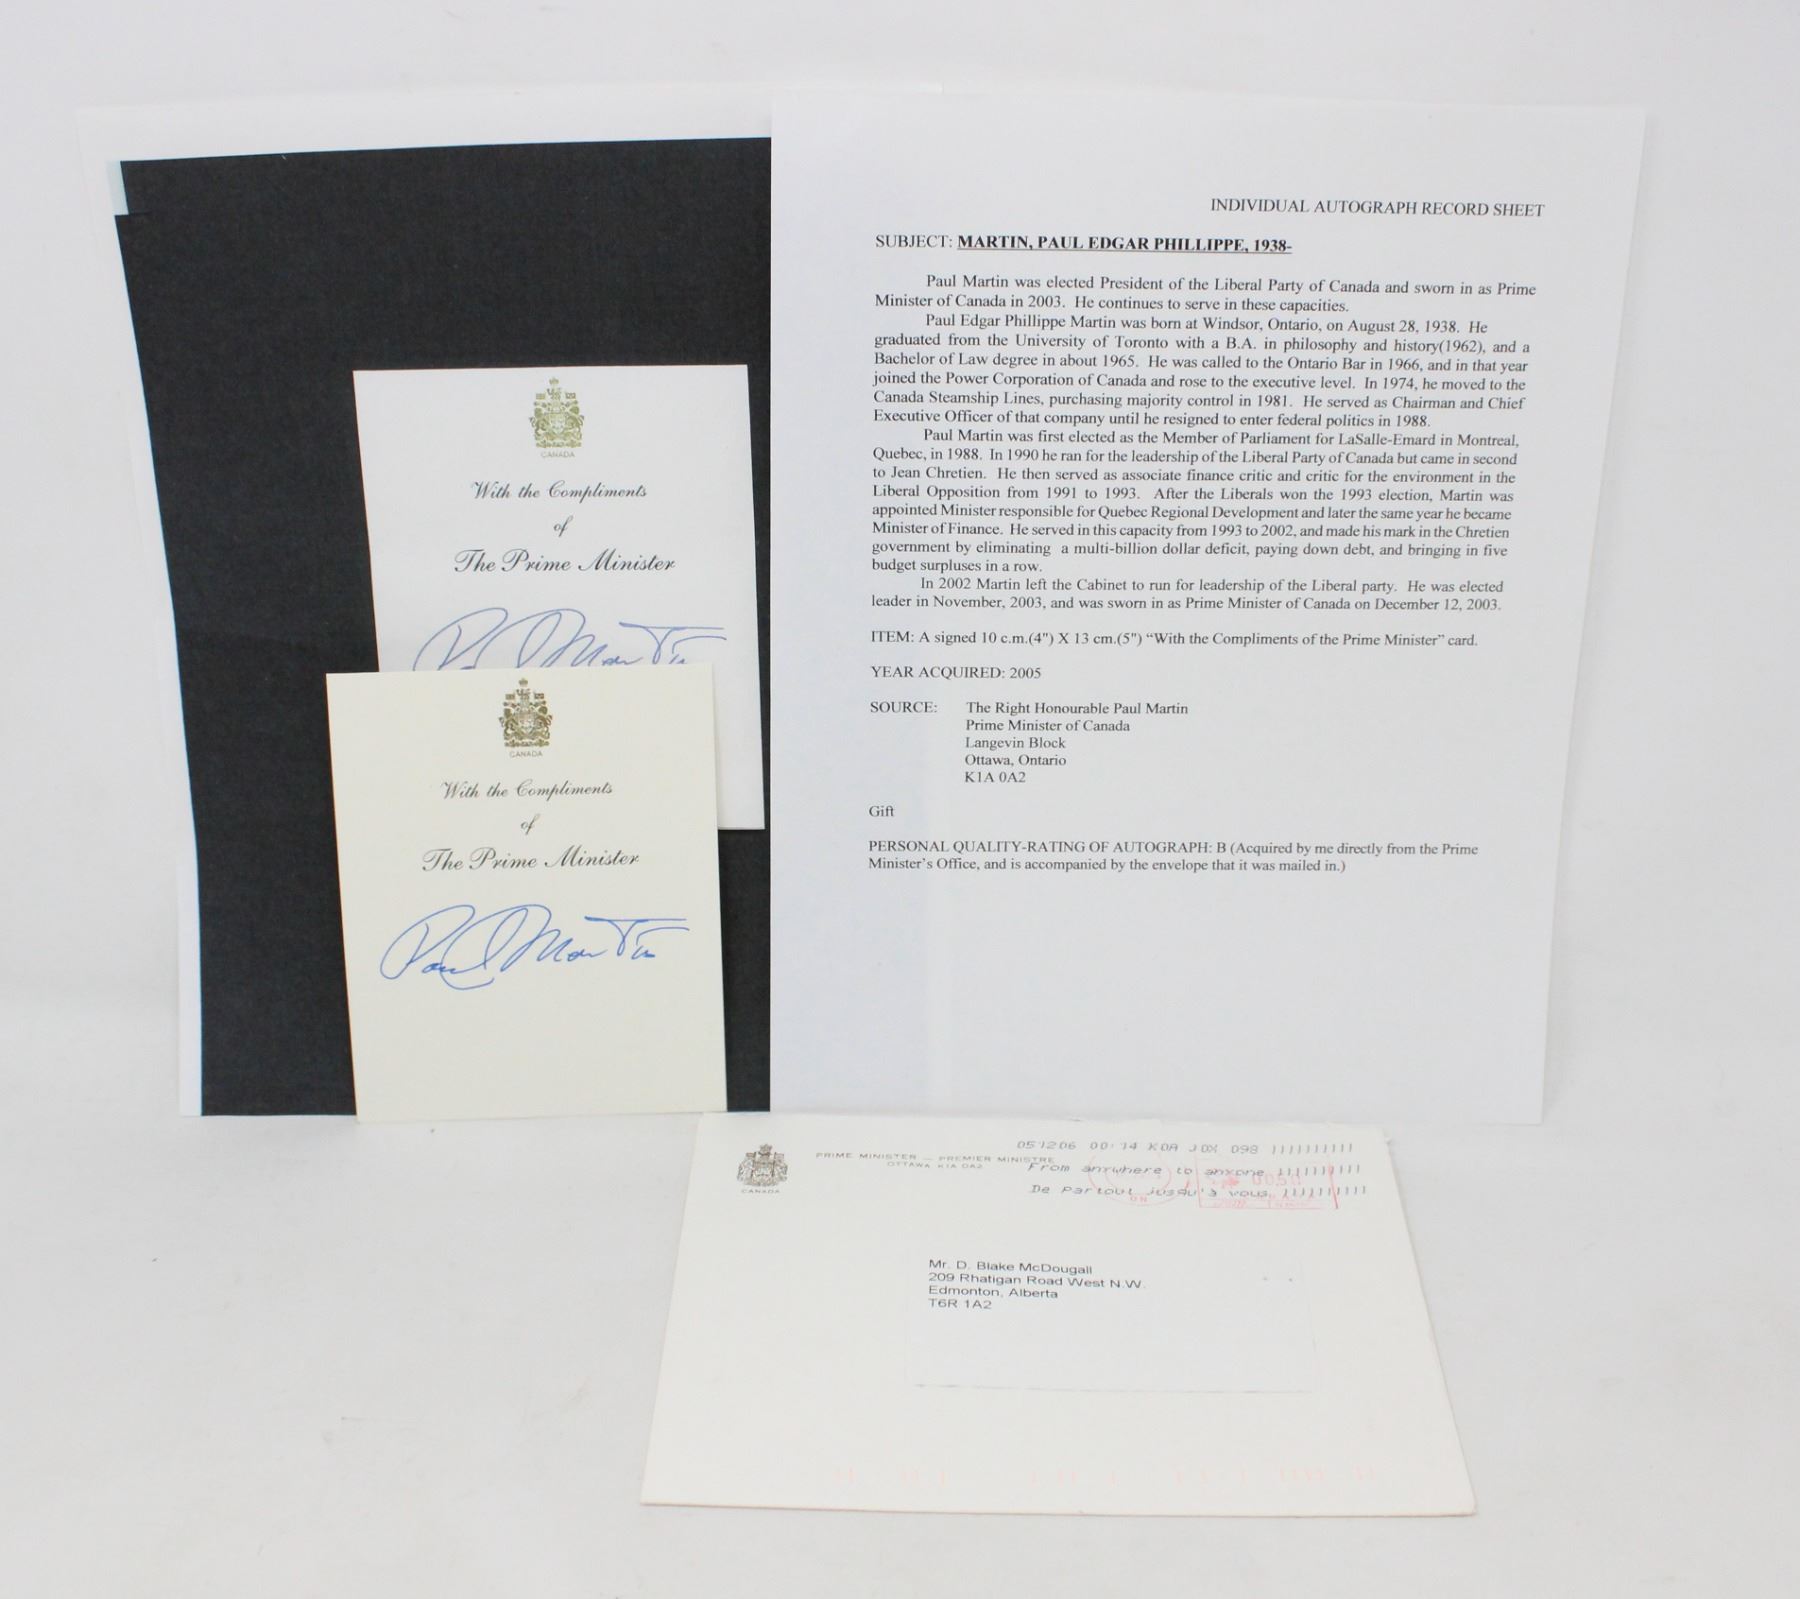 CANADA
With the Compliments
of
The Prime Minister
Paul Martin
CANADA
With the Compliments
of
The Prime Minister
Paul Martin
INDIVIDUAL AUTOGRAPH RECORD SHEET
SUBJECT: MARTIN, PAUL EDGAR PHILLIPPE, 1938-
Paul Martin was elected President of the Liberal Party of Canada and sworn in as Prime
Minister of Canada in 2003. He continues to serve in these capacities.
Paul Edgar Phillippe Martin was born at Windsor, Ontario, on August 28, 1938. He
graduated from the University of Toronto with a B.A. in philosophy and history(1962), and a
Bachelor of Law degree in about 1965. He was called to the Ontario Bar in 1966, and in that year
joined the Power Corporation of Canada and rose to the executive level. In 1974, he moved to the
Canada Steamship Lines, purchasing majority control in 1981. He served as Chairman and Chief
Executive Officer of that company until he resigned to enter federal politics in 1988.
Paul Martin was first elected as the Member of Parliament for LaSalle-Emard in Montreal,
Quebec, in 1988. In 1990 he ran for the leadership of the Liberal Party of Canada but came in second
to Jean Chretien. He then served as associate finance critic and critic for the environment in the
Liberal Opposition from 1991 to 1993. After the Liberals won the 1993 election, Martin was
appointed Minister responsible for Quebec Regional Development and later the same year he became
Minister of Finance. He served in this capacity from 1993 to 2002, and made his mark in the Chretien
government by eliminating a multi-billion dollar deficit, paying down debt, and bringing in five
budget surpluses in a row.
In 2002 Martin left the Cabinet to run for leadership of the Liberal party. He was elected
leader in November, 2003, and was sworn in as Prime Minister of Canada on December 12, 2003.
ITEM: A signed 10 c.m.(4") X 13 cm.(5") “With the Compliments of the Prime Minister” card.
YEAR ACQUIRED: 2005
SOURCE: The Right Honourable Paul Martin
Prime Minister of Canada
Langevin Block
Ottawa, Ontario
K1A 0A2
Gift
PERSONAL QUALITY-RATING OF AUTOGRAPH: B (Acquired by me directly from the Prime
Minister’s Office, and is accompanied by the envelope that it was mailed in.)
CANADA
PRIME MINISTER — PREMIER MINISTRE
OTTAWA K1A 0A2
051206 00:14 K0A JDX 098
From anywhere to anyone
De partout jusqu'à vous
ON
0050
Mr. D. Blake McDougall
209 Rhatigan Road West N.W.
Edmonton, Alberta
T6R 1A2